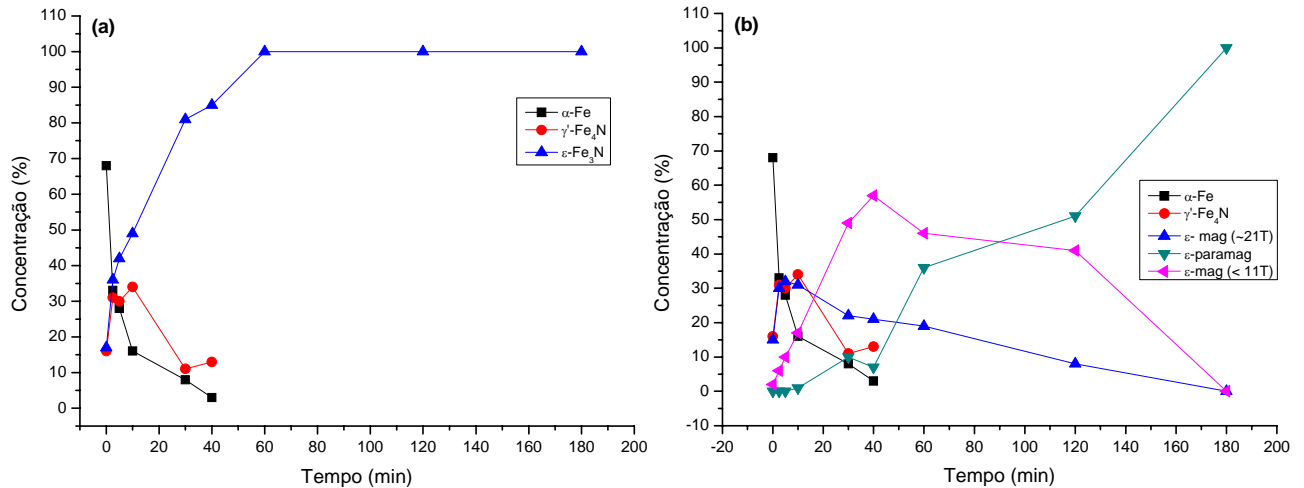 (a)
Concentração (%)
110
100
90
80
70
60
50
40
30
20
10
0
α-Fe
γ'-Fe₄N
ε-Fe₃N
0 20 40 60 80 100 120 140 160 180 200
Tempo (min)
(b)
Concentração (%)
110
100
90
80
70
60
50
40
30
20
10
0
-10
α-Fe
γ'-Fe₄N
ε- mag (~21T)
ε-paramag
ε-mag (< 11T)
-20 0 20 40 60 80 100 120 140 160 180 200
Tempo (min)